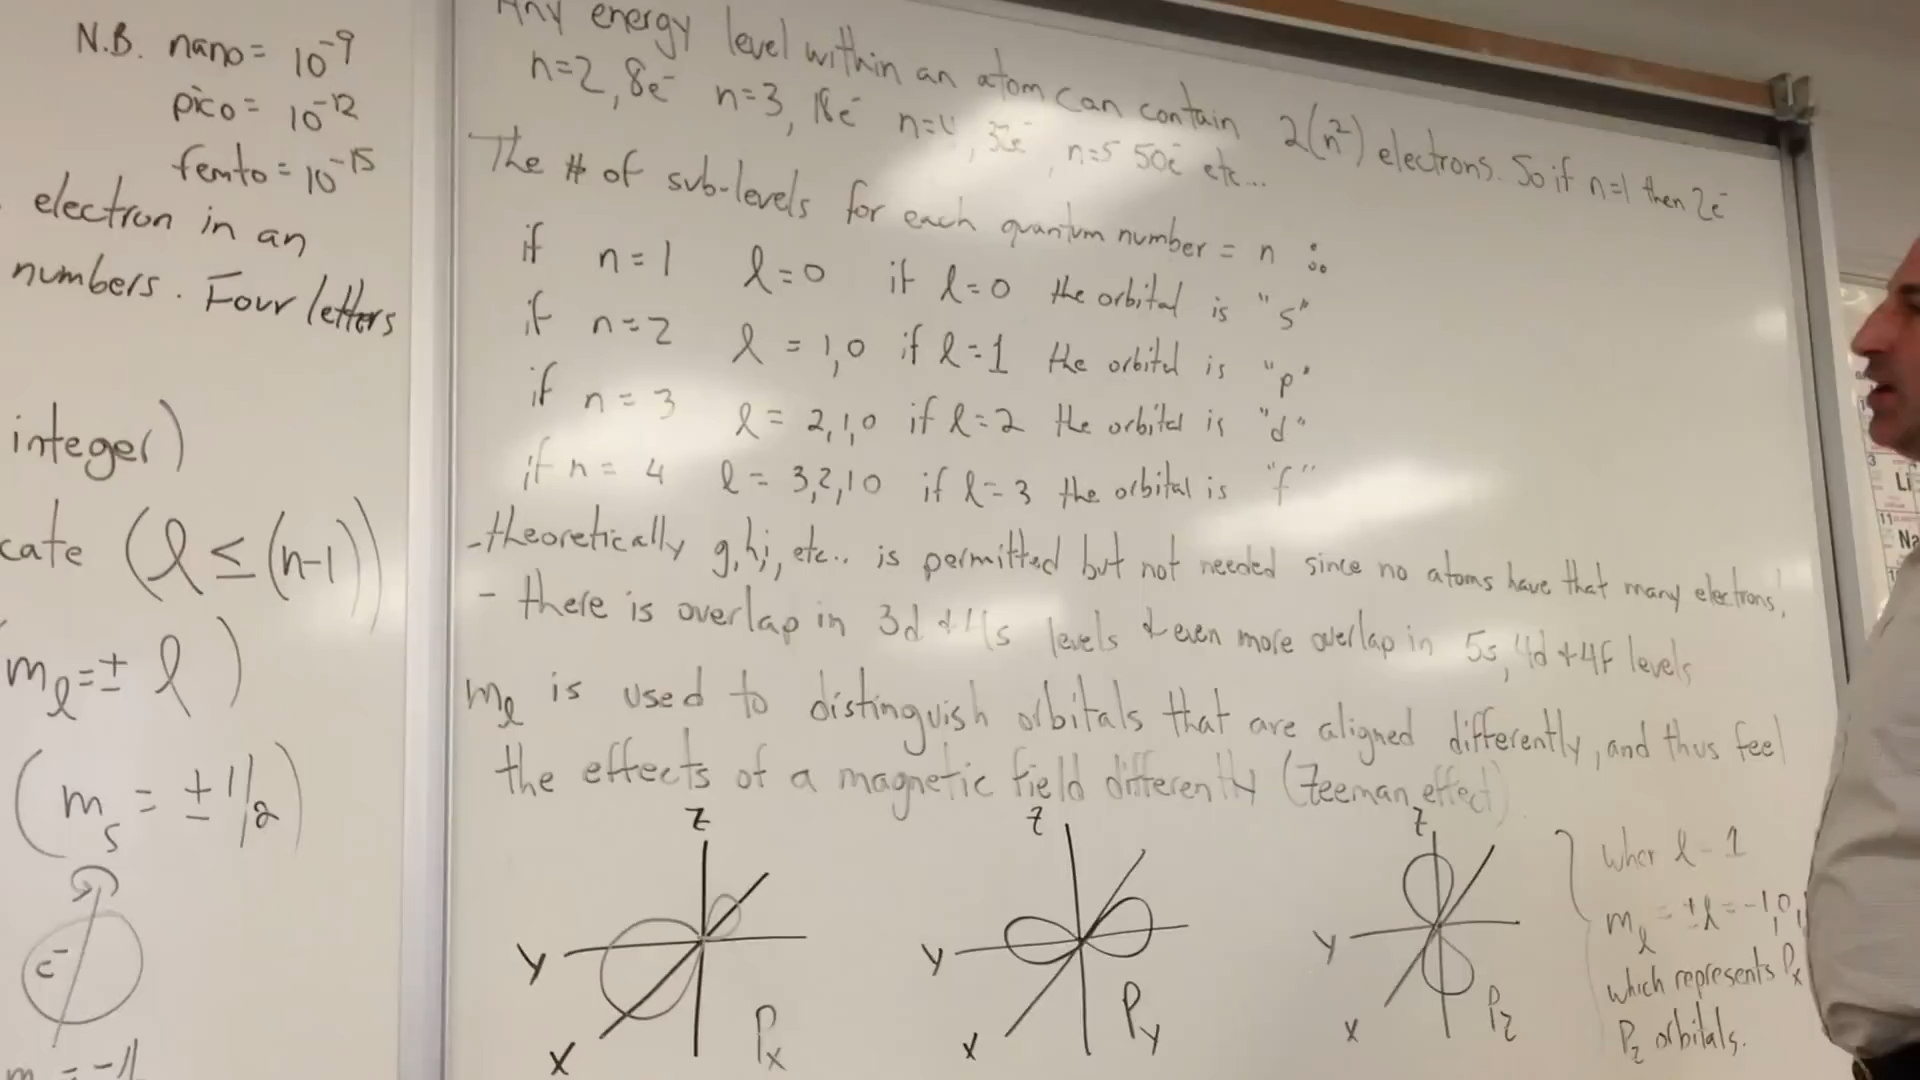 N.B. nano = 10⁻⁹
pico = 10⁻¹²
femto = 10⁻¹⁵
electron in an
numbers. Four letters
integer)
cate (l ≤ (n-1))
(mₗ = ± l)
(mₛ = ± 1/2)
e⁻
Any energy level within an atom can contain 2(n²) electrons. So if n=1 then 2e⁻
n=2, 8e⁻ n=3, 18e⁻ n=4, 32e⁻, n=5 50e⁻ etc...
The # of sub-levels for each quantum number = n ∴
if n=1 l=0 if l=0 the orbital is "s"
if n=2 l = 1,0 if l=1 the orbital is "p"
if n=3 l = 2,1,0 if l=2 the orbital is "d"
if n = 4 l = 3,2,1 0 if l=3 the orbital is "f"
-theoretically g,h,i, etc.. is permitted but not needed since no atoms have that many electrons!
- there is overlap in 3d + 4s levels & even more overlap in 5s, 4d + 4f levels
mₗ is used to distinguish orbitals that are aligned differently, and thus feel
the effects of a magnetic field differently (Zeeman effect)
Z
Y
X
Pₓ
Z
Y
X
Pᵧ
Z
Y
X
P_z
when l = 1
mₗ = ±l = -1,0,
which represents Pₓ
P_z orbitals.
3
Li
11
Na